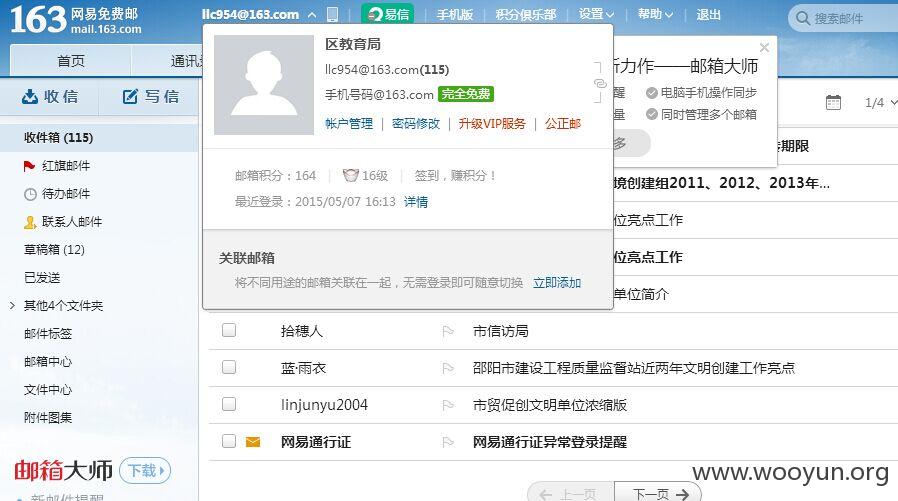 163 网易免费邮
mail.163.com
llc954@163.com
易信
手机版
积分俱乐部
设置
帮助
退出
搜索邮件
首页
通讯
收 信
写 信
收件箱 (115)
红旗邮件
待办邮件
联系人邮件
草稿箱 (12)
已发送
其他4个文件夹
邮件标签
邮箱中心
文件中心
附件图集
邮箱大师
下载
新邮件提醒
区教育局
llc954@163.com(115)
手机号码@163.com 完全免费
帐户管理 | 密码修改 | 升级VIP服务 | 公正邮
邮箱积分：164
16级
签到，赚积分！
最近登录：2015/05/07 16:13 详情
关联邮箱
将不同用途的邮箱关联在一起，无需登录即可随意切换 立即添加
力作——邮箱大师
醒
电脑手机操作同步
量
同时管理多个邮箱
多
1/4
期限
创建组2011、2012、2013年...
位亮点工作
位亮点工作
单位简介
拾穗人
市信访局
蓝·雨衣
邵阳市建设工程质量监督站近两年文明创建工作亮点
linjunyu2004
市贸促创文明单位浓缩版
网易通行证
网易通行证异常登录提醒
上一页
下一页
www.wooyun.org